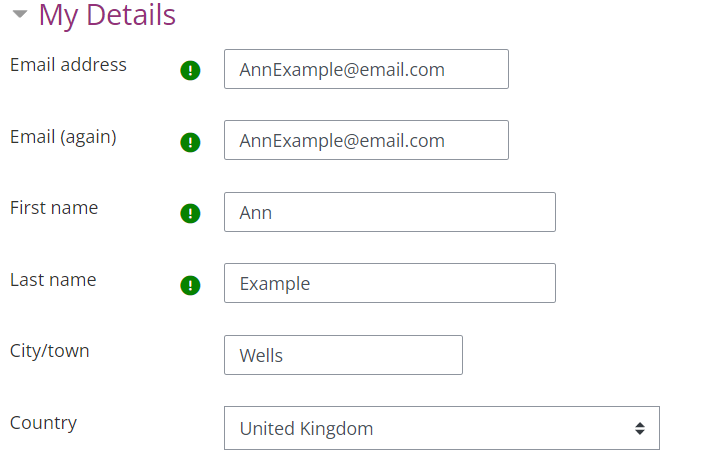 My Details
Email address AnnExample@email.com
Email (again) AnnExample@email.com
First name Ann
Last name Example
City/town Wells
Country United Kingdom